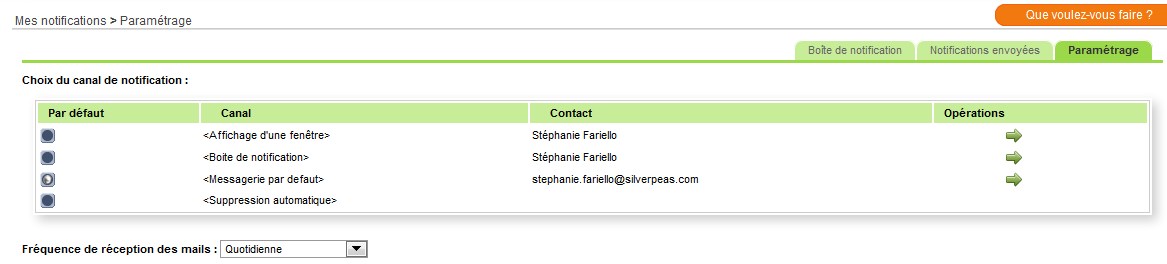 Mes notifications > Paramétrage
Que voulez-vous faire ?
Boîte de notification Notifications envoyées Paramétrage
Choix du canal de notification :
Par défaut Canal Contact Opérations
<Affichage d'une fenêtre> Stéphanie Fariello
<Boite de notification> Stéphanie Fariello
<Messagerie par defaut> stephanie.fariello@silverpeas.com
<Suppression automatique>
Fréquence de réception des mails : Quotidienne